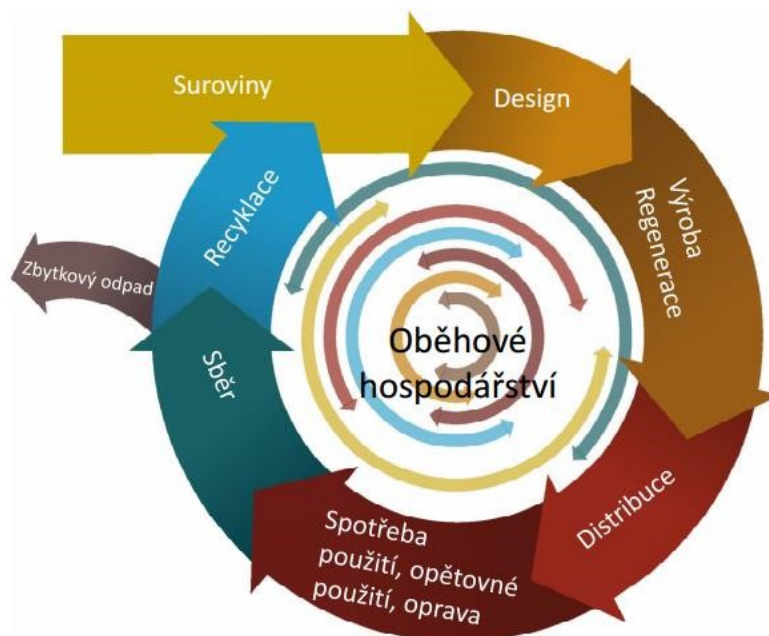 Suroviny
Design
Výroba
Regenerace
Distribuce
Spotřeba
použití, opětovné
použití, oprava
Sběr
Recyklace
Zbytkový odpad
Oběhové
hospodářství